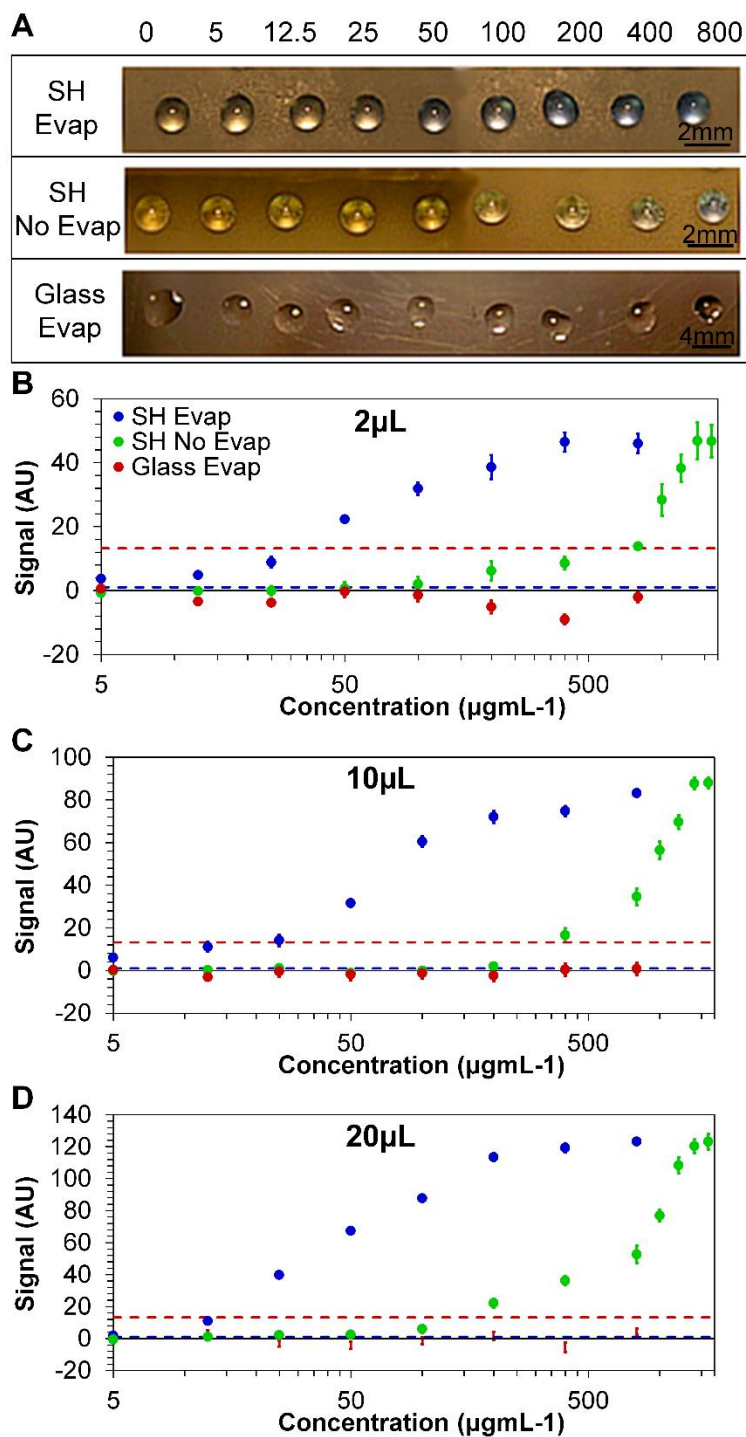 A 0 5 12.5 25 50 100 200 400 800
SH
Evap
2mm
SH
No Evap
2mm
Glass
Evap
4mm
B
2µL
SH Evap
SH No Evap
Glass Evap
60
40
20
0
-20
Signal (AU)
5 50 500
Concentration (µgmL-1)
C
10µL
100
80
60
40
20
0
-20
Signal (AU)
5 50 500
Concentration (µgmL-1)
D
20µL
140
120
100
80
60
40
20
0
-20
Signal (AU)
5 50 500
Concentration (µgmL-1)